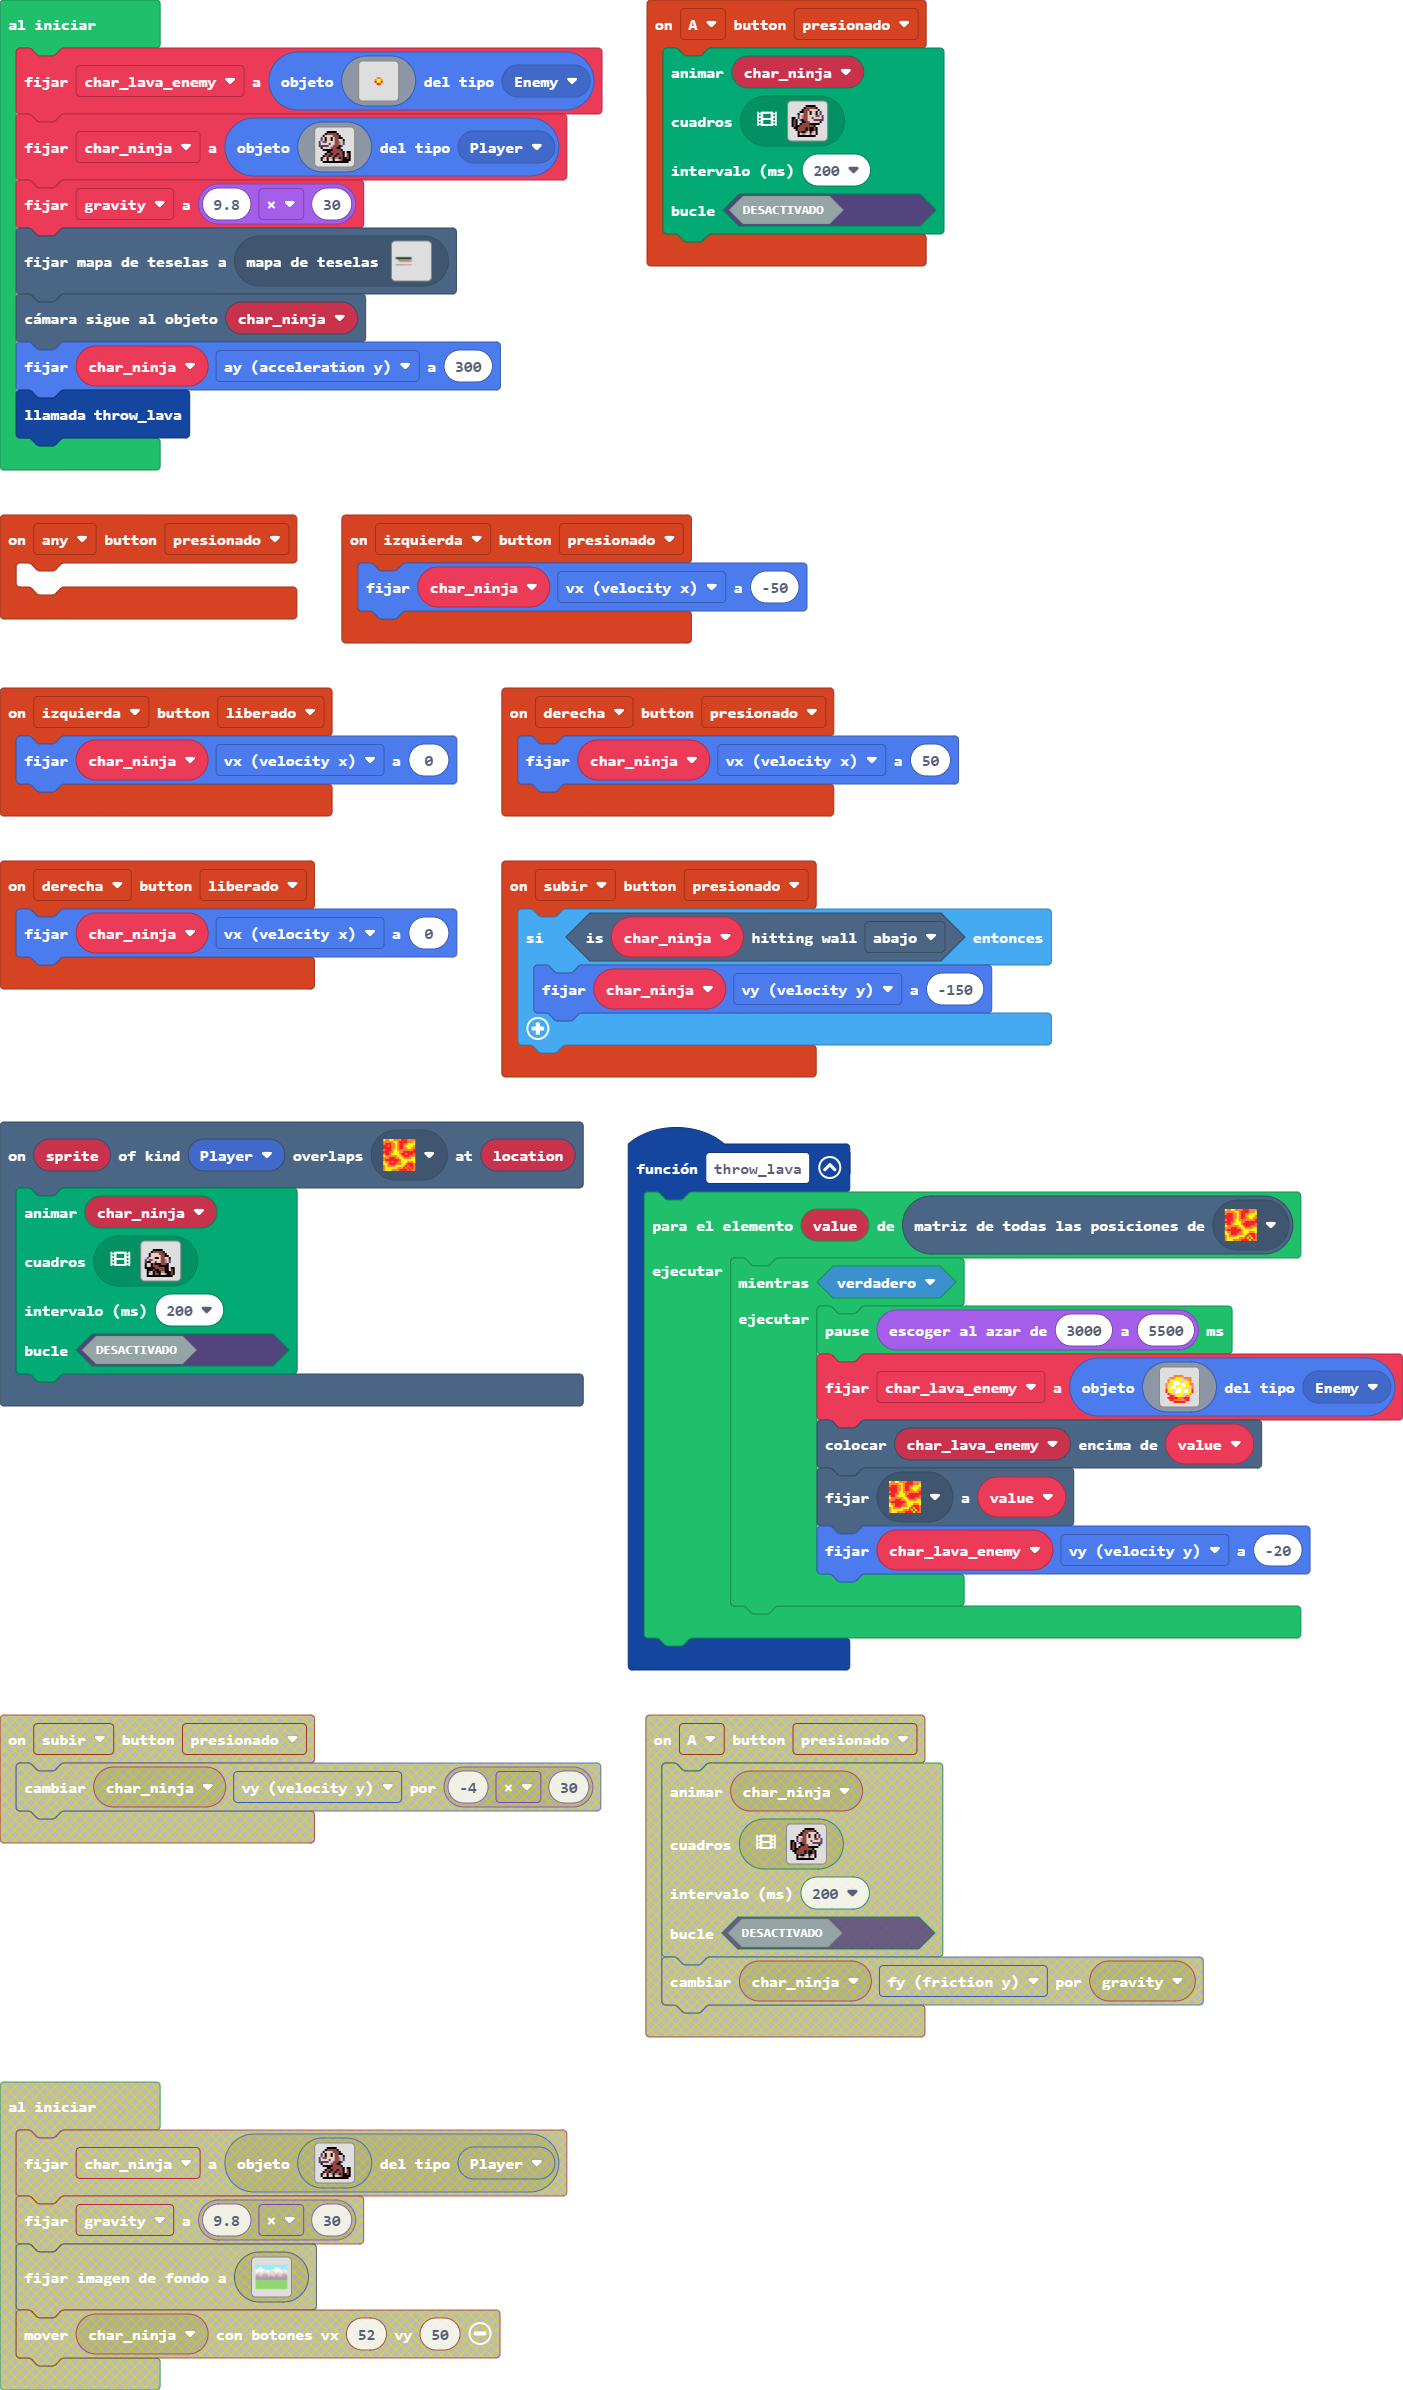 al iniciar
fijar char_lava_enemy a objeto del tipo Enemy
fijar char_ninja a objeto del tipo Player
fijar gravity a 9.8 × 30
fijar mapa de teselas a mapa de teselas
cámara sigue al objeto char_ninja
fijar char_ninja ay (acceleration y) a 300
llamada throw_lava
on A button presionado
animar char_ninja
cuadros
intervalo (ms) 200
bucle DESACTIVADO
on any button presionado
on izquierda button presionado
fijar char_ninja vx (velocity x) a -50
on izquierda button liberado
fijar char_ninja vx (velocity x) a 0
on derecha button presionado
fijar char_ninja vx (velocity x) a 50
on derecha button liberado
fijar char_ninja vx (velocity x) a 0
on subir button presionado
si is char_ninja hitting wall abajo entonces
fijar char_ninja vy (velocity y) a -150
on sprite of kind Player overlaps at location
animar char_ninja
cuadros
intervalo (ms) 200
bucle DESACTIVADO
función throw_lava
para el elemento value de matriz de todas las posiciones de
ejecutar
mientras verdadero
ejecutar
pause escoger al azar de 3000 a 5500 ms
fijar char_lava_enemy a objeto del tipo Enemy
colocar char_lava_enemy encima de value
fijar a value
fijar char_lava_enemy vy (velocity y) a -20
on subir button presionado
cambiar char_ninja vy (velocity y) por -4 × 30
on A button presionado
animar char_ninja
cuadros
intervalo (ms) 200
bucle DESACTIVADO
cambiar char_ninja fy (friction y) por gravity
al iniciar
fijar char_ninja a objeto del tipo Player
fijar gravity a 9.8 × 30
fijar imagen de fondo a
mover char_ninja con botones vx 52 vy 50